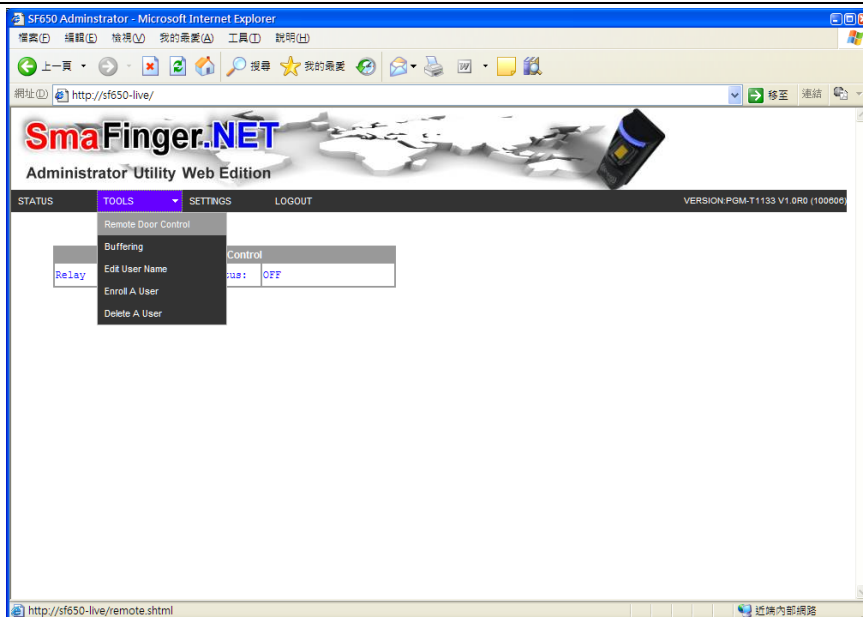 SF650 Adminstrator - Microsoft Internet Explorer
檔案(F) 編輯(E) 檢視(V) 我的最愛(A) 工具(T) 說明(H)
上一頁 搜尋 我的最愛
網址(D) http://sf650-live/ 移至 連結
SmaFinger.NET
Administrator Utility Web Edition
STATUS TOOLS SETTINGS LOGOUT VERSION:PGM-T1133 V1.0R0 (100606)
Remote Door Control
Buffering
Control
Edit User Name
Relay tus: OFF
Enroll A User
Delete A User
http://sf650-live/remote.shtml 近端內部網路